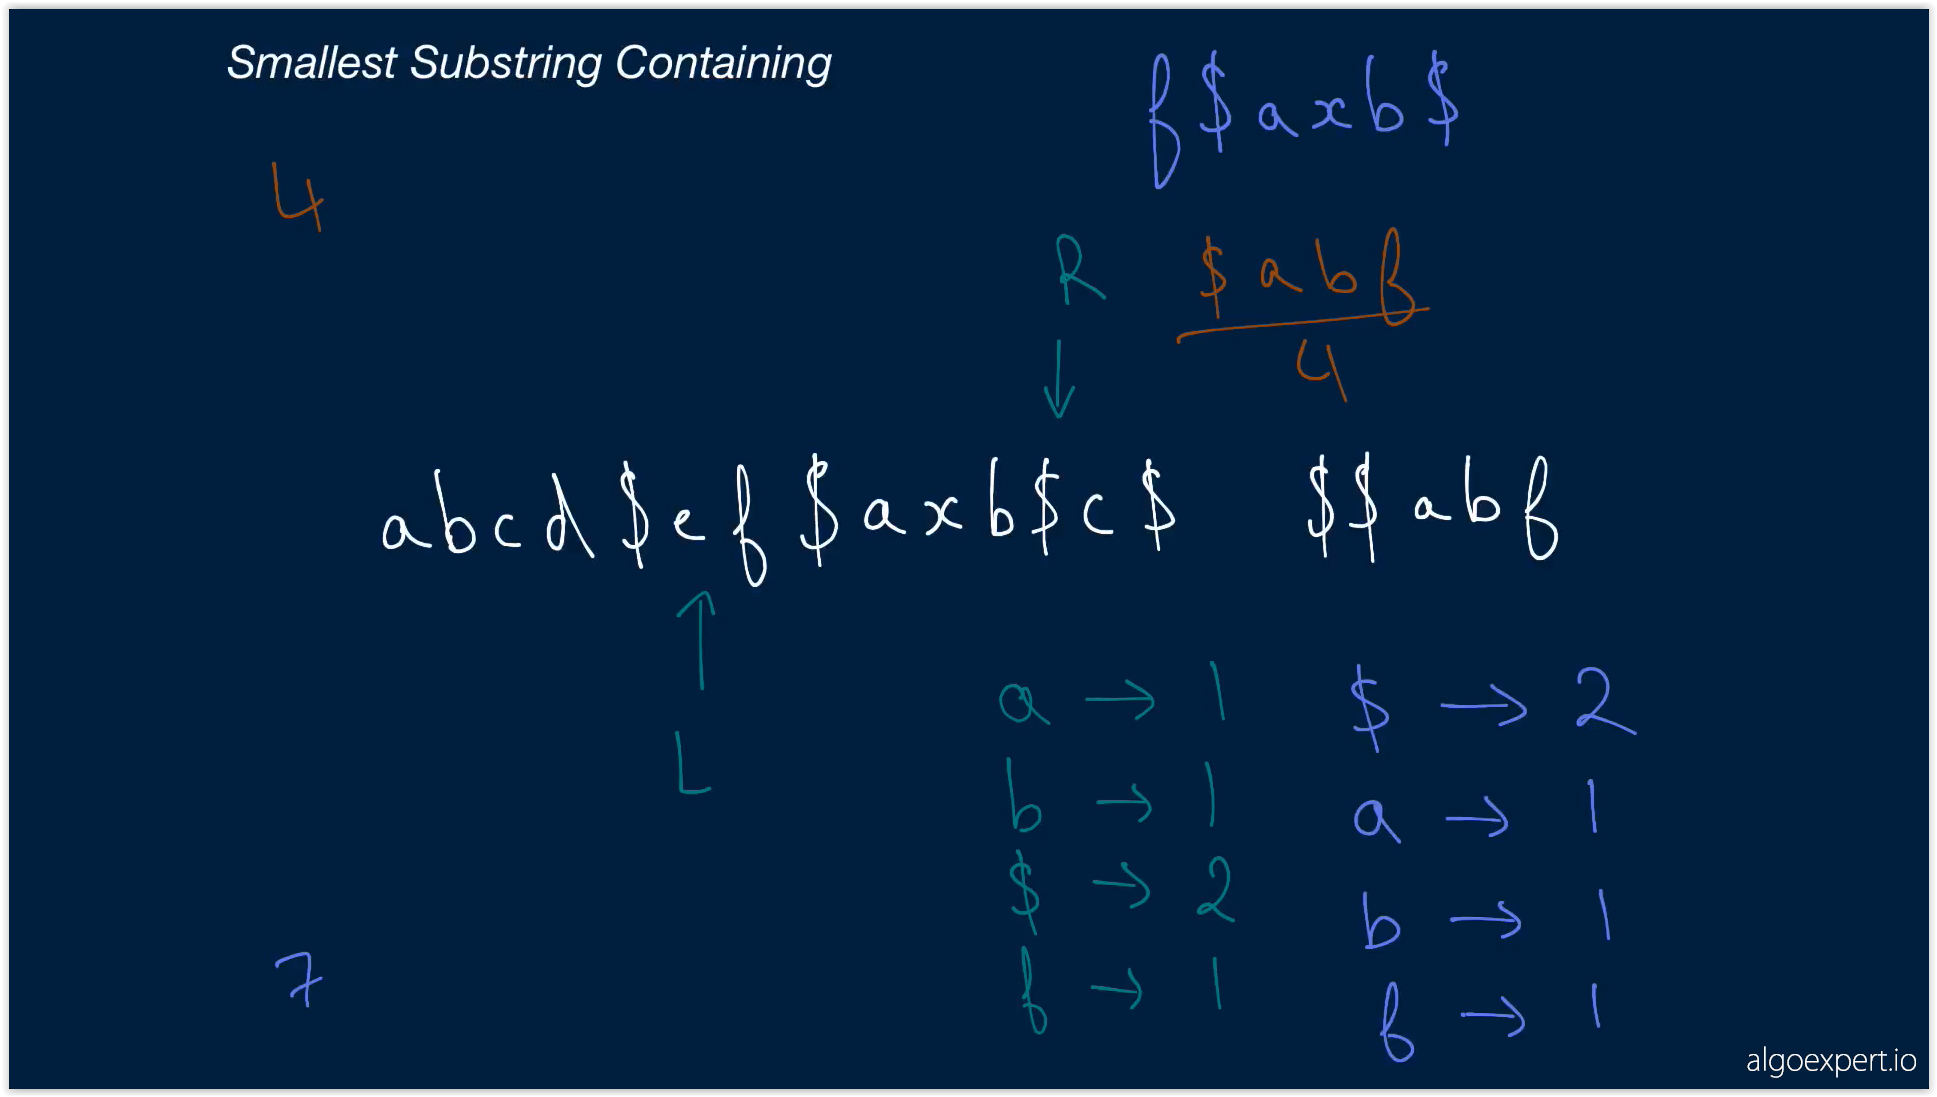 Smallest Substring Containing
f$axb$
4
R
$abf
4
abcd$ef$axb$c$ $$abf
L
a → 1 $ → 2
b → 1 a → 1
$ → 2 b → 1
f → 1 f → 1
7
algoexpert.io